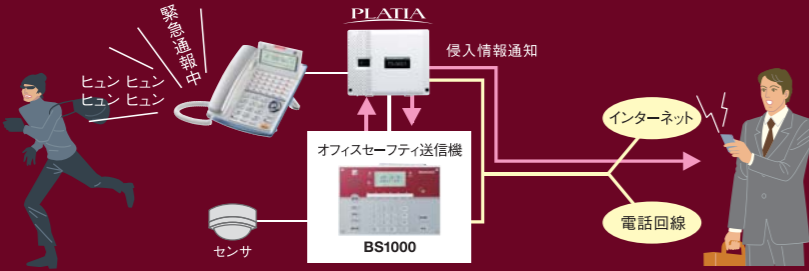 PLATIA
緊急通報中
ヒュン ヒュン
ヒュン ヒュン
侵入情報通知
オフィスセーフティ送信機
インターネット
センサ
BS1000
電話回線